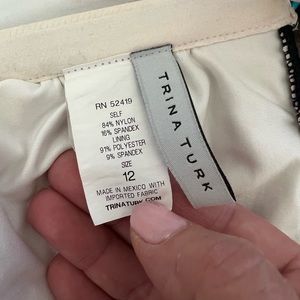 RN 52419
SELF
84% NYLON
16% SPANDEX
LINING
91% POLYESTER
9% SPANDEX
SIZE
12
MADE IN MEXICO WITH
IMPORTED FABRIC
TRINATURK.COM
TRINA TURK